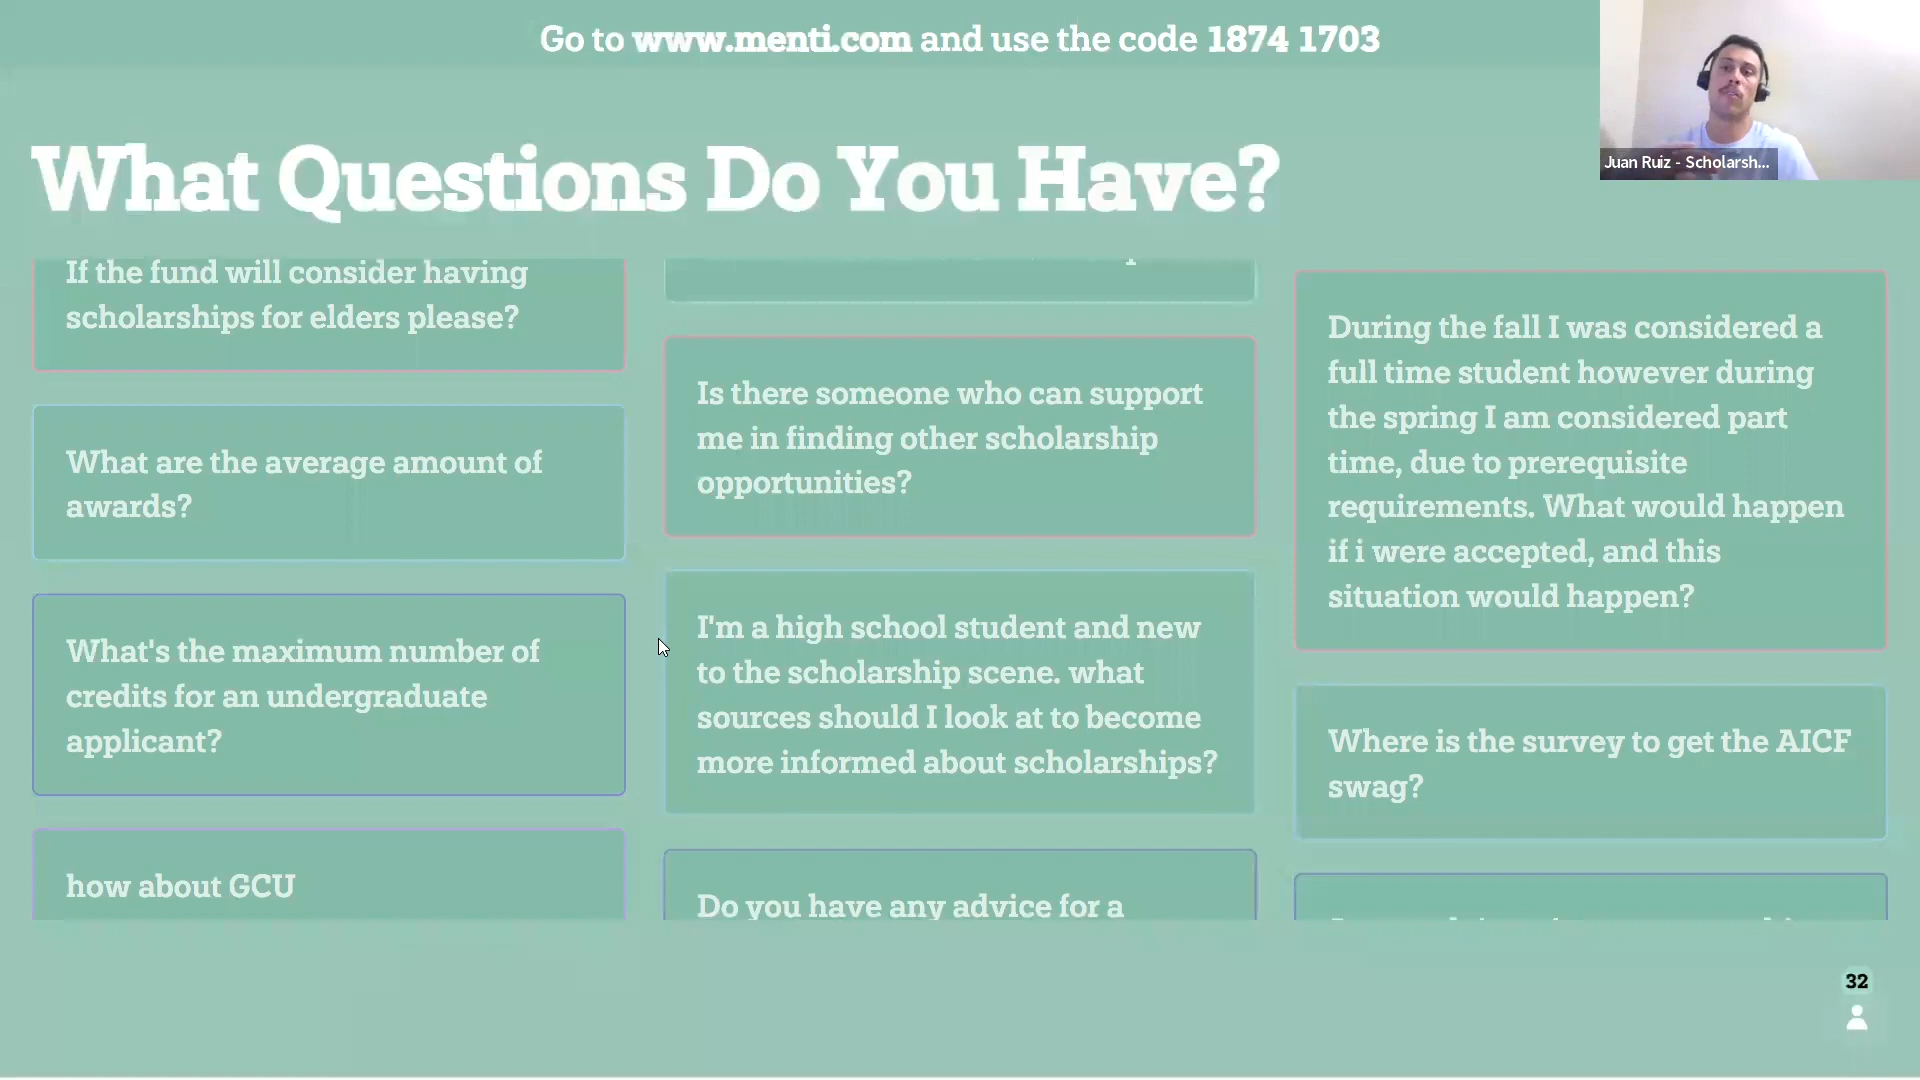 Go to www.menti.com and use the code 1874 1703
Juan Ruiz - Scholarsh...
What Questions Do You Have?
If the fund will consider having
scholarships for elders please?
What are the average amount of
awards?
What's the maximum number of
credits for an undergraduate
applicant?
how about GCU
Is there someone who can support
me in finding other scholarship
opportunities?
I'm a high school student and new
to the scholarship scene. what
sources should I look at to become
more informed about scholarships?
Do you have any advice for a
During the fall I was considered a
full time student however during
the spring I am considered part
time, due to prerequisite
requirements. What would happen
if i were accepted, and this
situation would happen?
Where is the survey to get the AICF
swag?
32